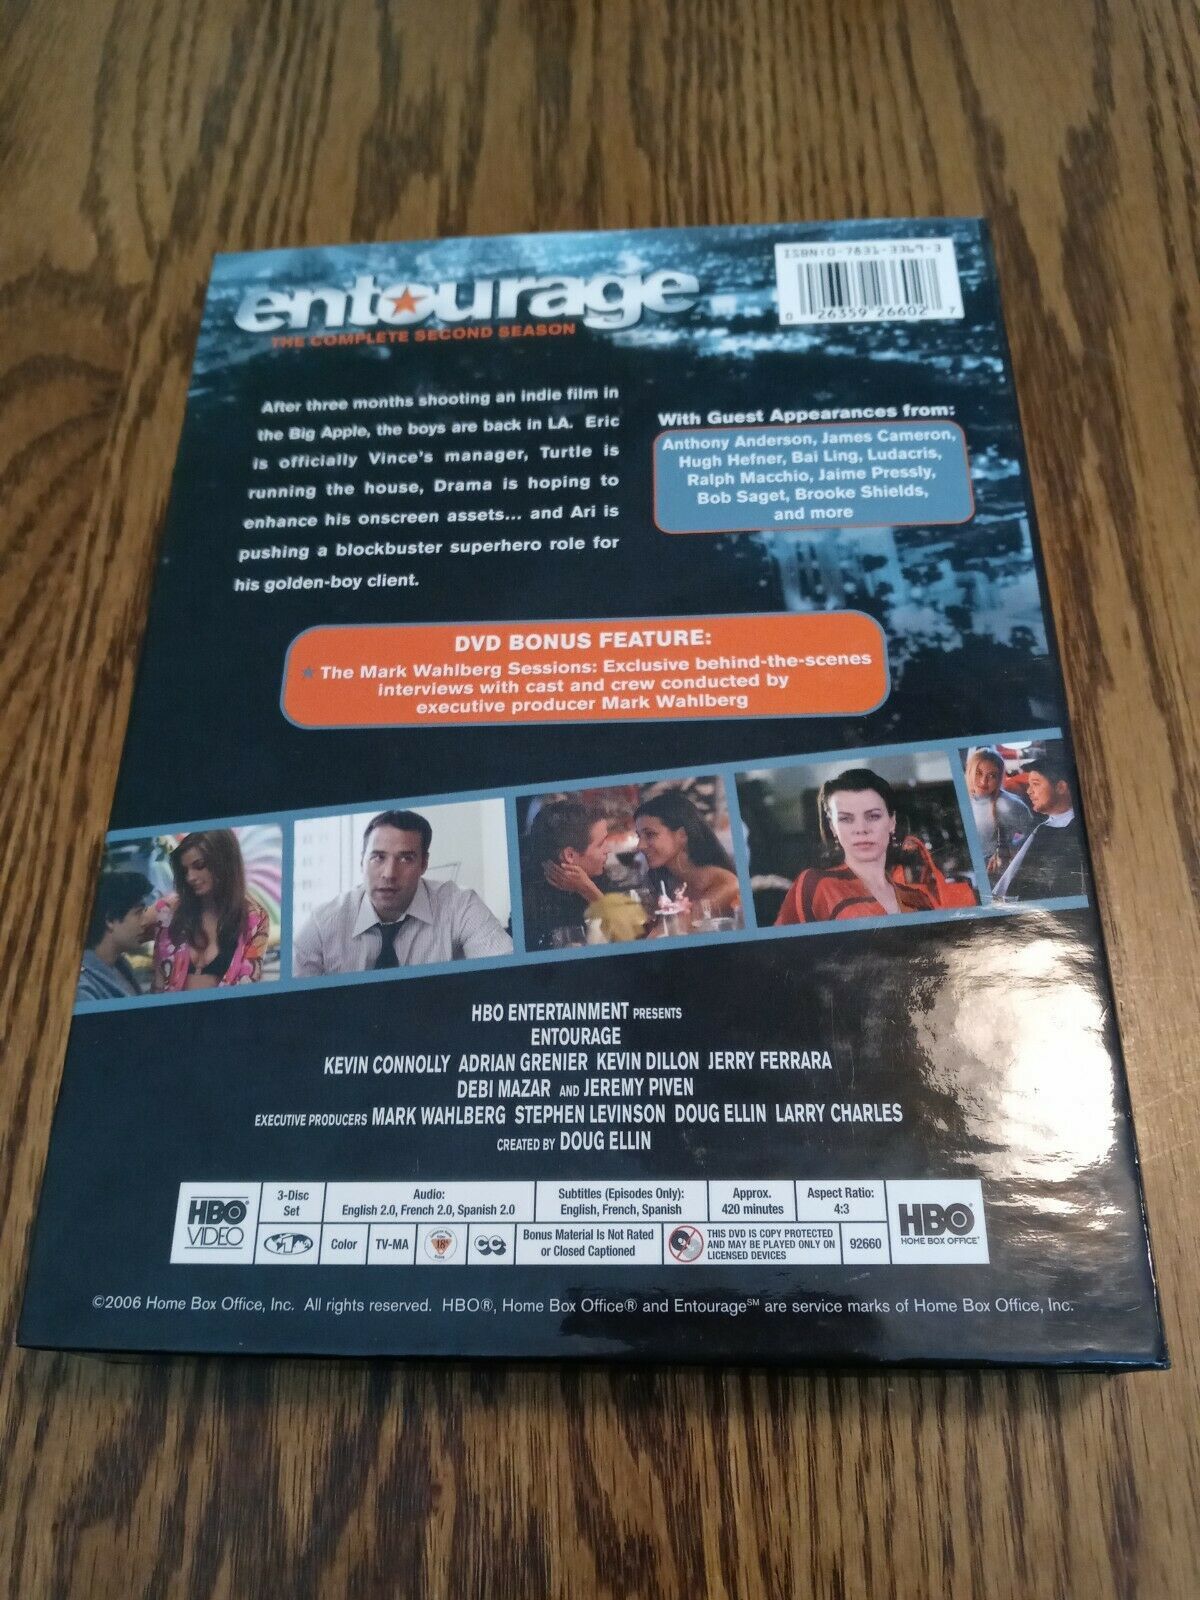 ISBN:0-7831-3369-3
0 26359 26602 7
entourage
THE COMPLETE SECOND SEASON
After three months shooting an indie film in
the Big Apple, the boys are back in LA. Eric
is officially Vince's manager, Turtle is
running the house, Drama is hoping to
enhance his onscreen assets... and Ari is
pushing a blockbuster superhero role for
his golden-boy client.
With Guest Appearances from:
Anthony Anderson, James Cameron,
Hugh Hefner, Bai Ling, Ludacris,
Ralph Macchio, Jaime Pressly,
Bob Saget, Brooke Shields,
and more
DVD BONUS FEATURE:
★ The Mark Wahlberg Sessions: Exclusive behind-the-scenes
interviews with cast and crew conducted by
executive producer Mark Wahlberg
HBO ENTERTAINMENT PRESENTS
ENTOURAGE
KEVIN CONNOLLY ADRIAN GRENIER KEVIN DILLON JERRY FERRARA
DEBI MAZAR AND JEREMY PIVEN
EXECUTIVE PRODUCERS MARK WAHLBERG STEPHEN LEVINSON DOUG ELLIN LARRY CHARLES
CREATED BY DOUG ELLIN
HBO®
VIDEO
3-Disc
Set
Audio:
English 2.0, French 2.0, Spanish 2.0
Subtitles (Episodes Only):
English, French, Spanish
Approx.
420 minutes
Aspect Ratio:
4:3
1
Color
TV-MA
18
CC
Bonus Material Is Not Rated
or Closed Captioned
THIS DVD IS COPY PROTECTED
AND MAY BE PLAYED ONLY ON
LICENSED DEVICES
92660
HBO
HOME BOX OFFICE®
©2006 Home Box Office, Inc. All rights reserved. HBO®, Home Box Office® and Entourage℠ are service marks of Home Box Office, Inc.